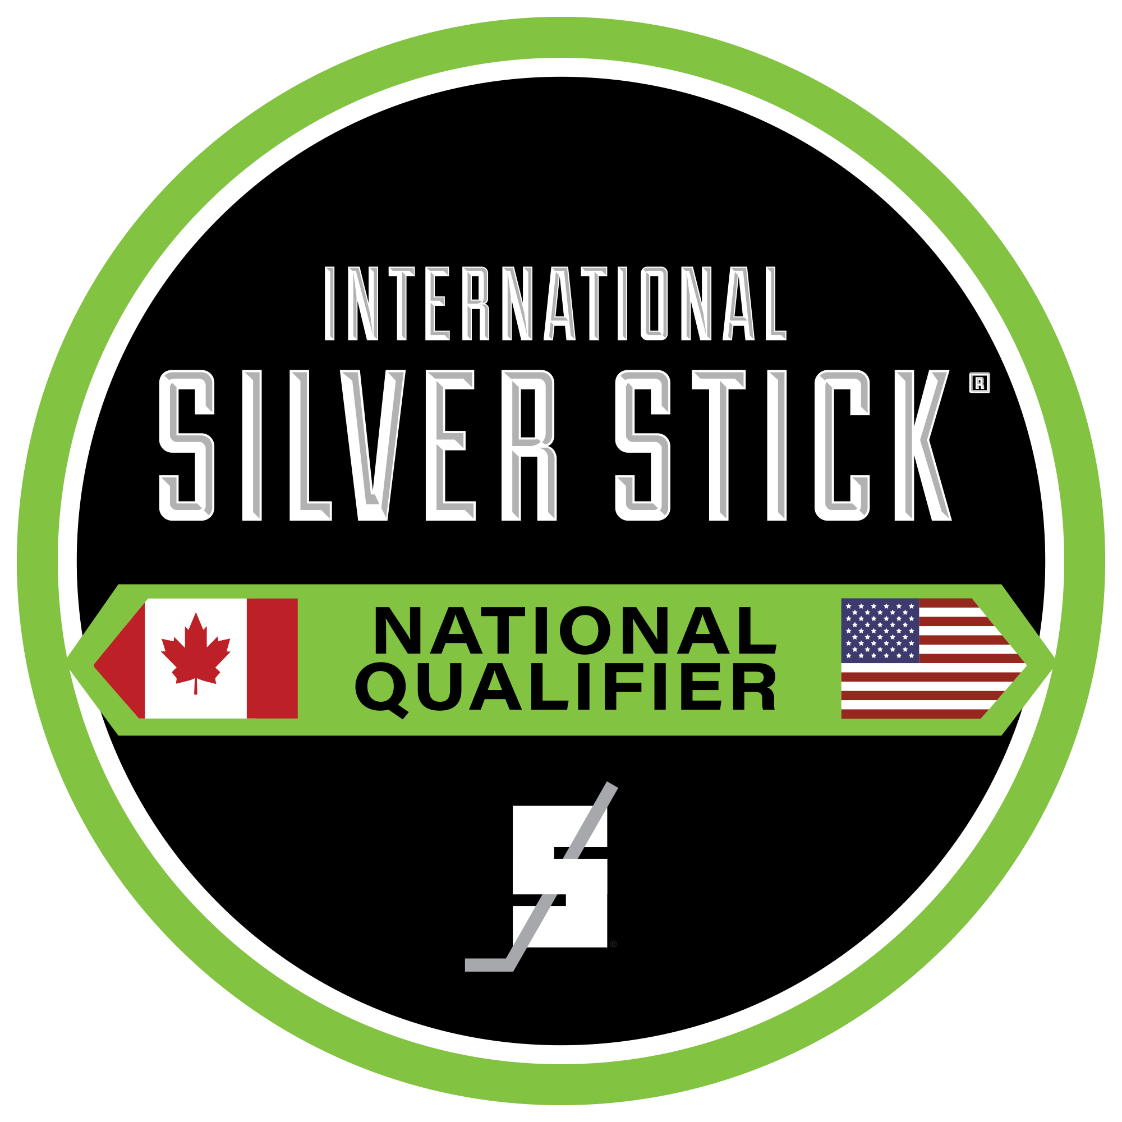 INTERNATIONAL
SILVER STICK®
NATIONAL
QUALIFIER
S